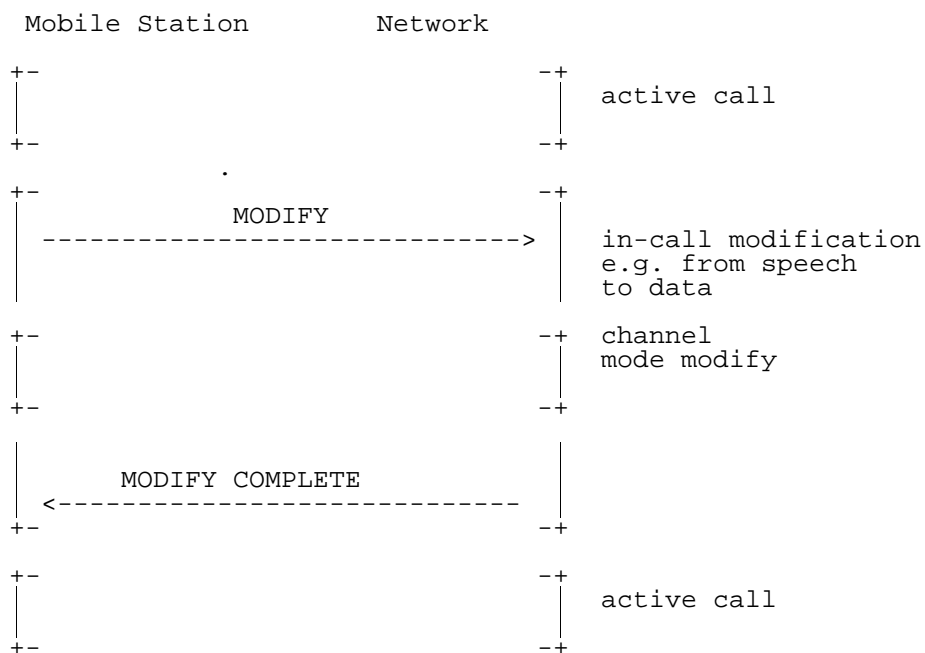 Mobile Station Network
+- -+
active call
+- -+
.
+- -+
MODIFY
------------------------------> in-call modification
e.g. from speech
to data
+- -+ channel
mode modify
+- -+
MODIFY COMPLETE
<-----------------------------
+- -+
+- -+
active call
+- -+